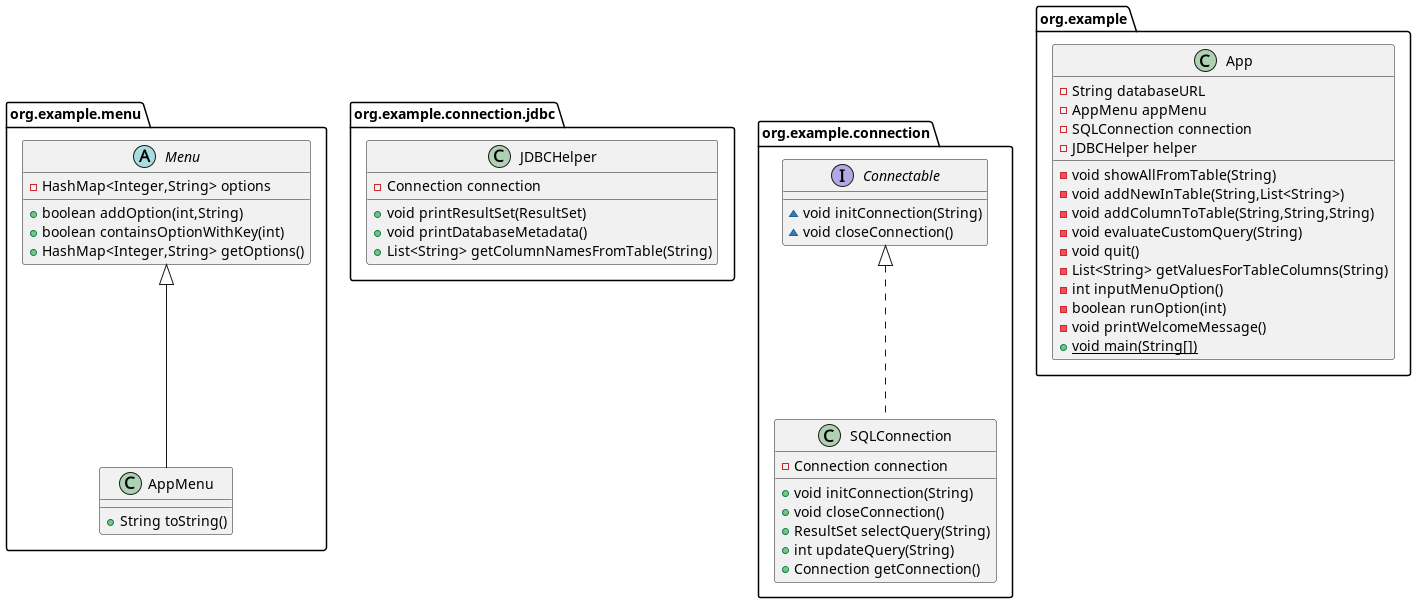 org.example.menu
A Menu
HashMap<Integer,String> options
boolean addOption(int,String)
boolean containsOptionWithKey(int)
HashMap<Integer,String> getOptions()
C AppMenu
String toString()
org.example.connection.jdbc
C JDBCHelper
Connection connection
void printResultSet(ResultSet)
void printDatabaseMetadata()
List<String> getColumnNamesFromTable(String)
org.example.connection
I Connectable
void initConnection(String)
void closeConnection()
C SQLConnection
Connection connection
void initConnection(String)
void closeConnection()
ResultSet selectQuery(String)
int updateQuery(String)
Connection getConnection()
org.example
C App
String databaseURL
AppMenu appMenu
SQLConnection connection
JDBCHelper helper
void showAllFromTable(String)
void addNewInTable(String,List<String>)
void addColumnToTable(String,String,String)
void evaluateCustomQuery(String)
void quit()
List<String> getValuesForTableColumns(String)
int inputMenuOption()
boolean runOption(int)
void printWelcomeMessage()
void main(String[])